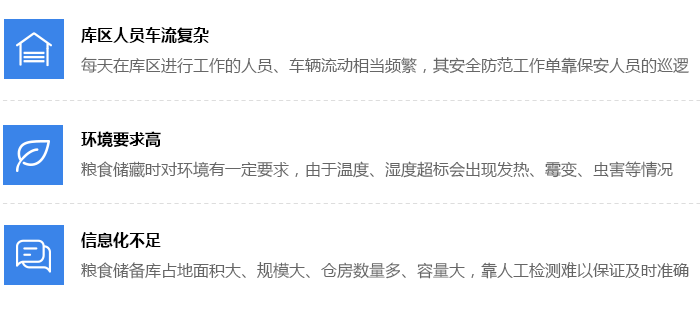 库区人员车流复杂
每天在库区进行工作的人员、车辆流动相当频繁，其安全防范工作单靠保安人员的巡逻
环境要求高
粮食储藏时对环境有一定要求，由于温度、湿度超标会出现发热、霉变、虫害等情况
信息化不足
粮食储备库占地面积大、规模大、仓房数量多、容量大，靠人工检测难以保证及时准确